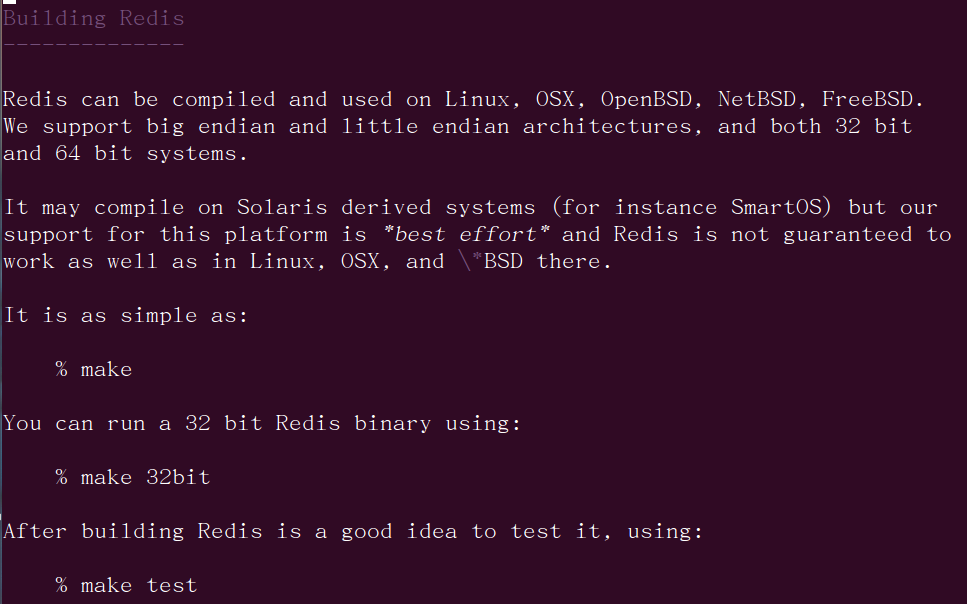 Building Redis
--------------
Redis can be compiled and used on Linux, OSX, OpenBSD, NetBSD, FreeBSD.
We support big endian and little endian architectures, and both 32 bit
and 64 bit systems.
It may compile on Solaris derived systems (for instance SmartOS) but our
support for this platform is *best effort* and Redis is not guaranteed to
work as well as in Linux, OSX, and \*BSD there.
It is as simple as:
% make
You can run a 32 bit Redis binary using:
% make 32bit
After building Redis is a good idea to test it, using:
% make test